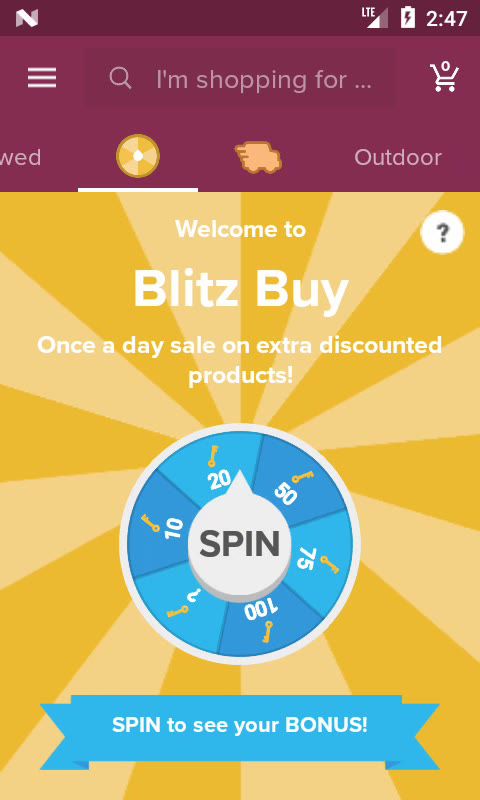 LTE
2:47
I'm shopping for ...
0
wed
Outdoor
Welcome to
?
Blitz Buy
Once a day sale on extra discounted
products!
20
50
10
SPIN
75
?
100
SPIN to see your BONUS!